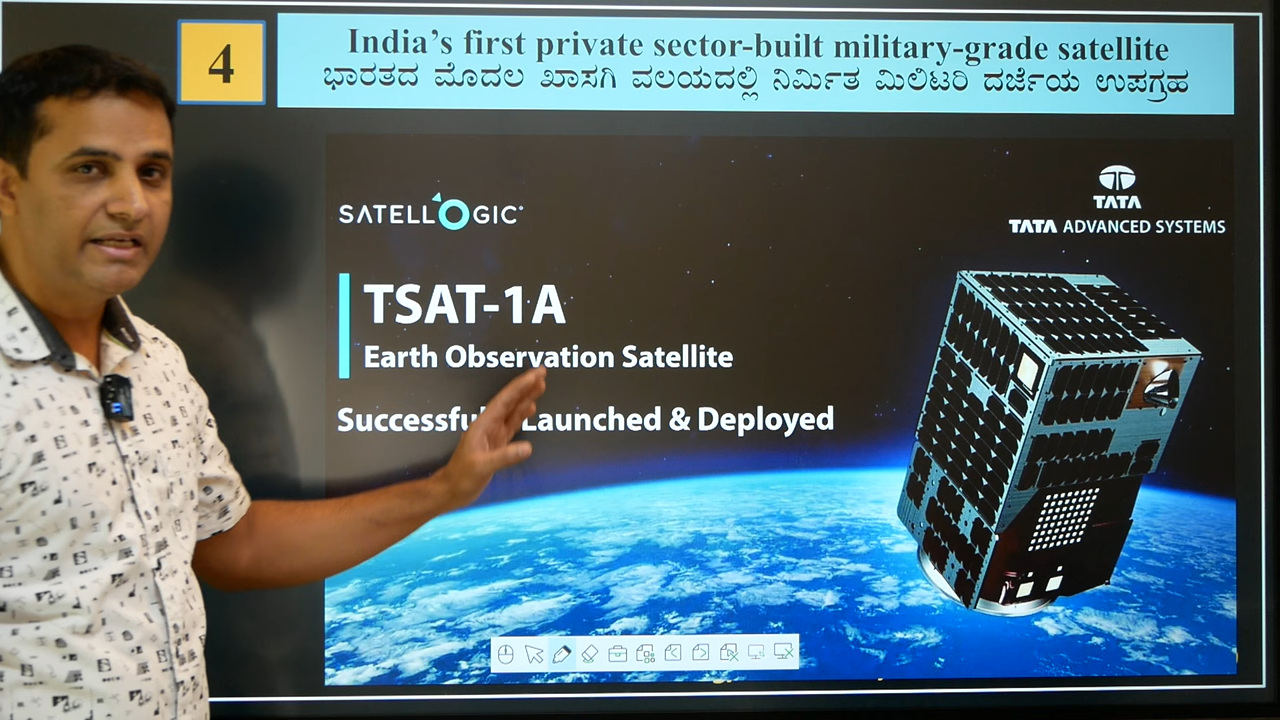 4
India's first private sector-built military-grade satellite
ಭಾರತದ ಮೊದಲ ಖಾಸಗಿ ವಲಯದಲ್ಲಿ ನಿರ್ಮಿತ ಮಿಲಿಟರಿ ದರ್ಜೆಯ ಉಪಗ್ರಹ
SATELLOGIC
TATA
TATA ADVANCED SYSTEMS
TSAT-1A
Earth Observation Satellite
Launched & Deployed